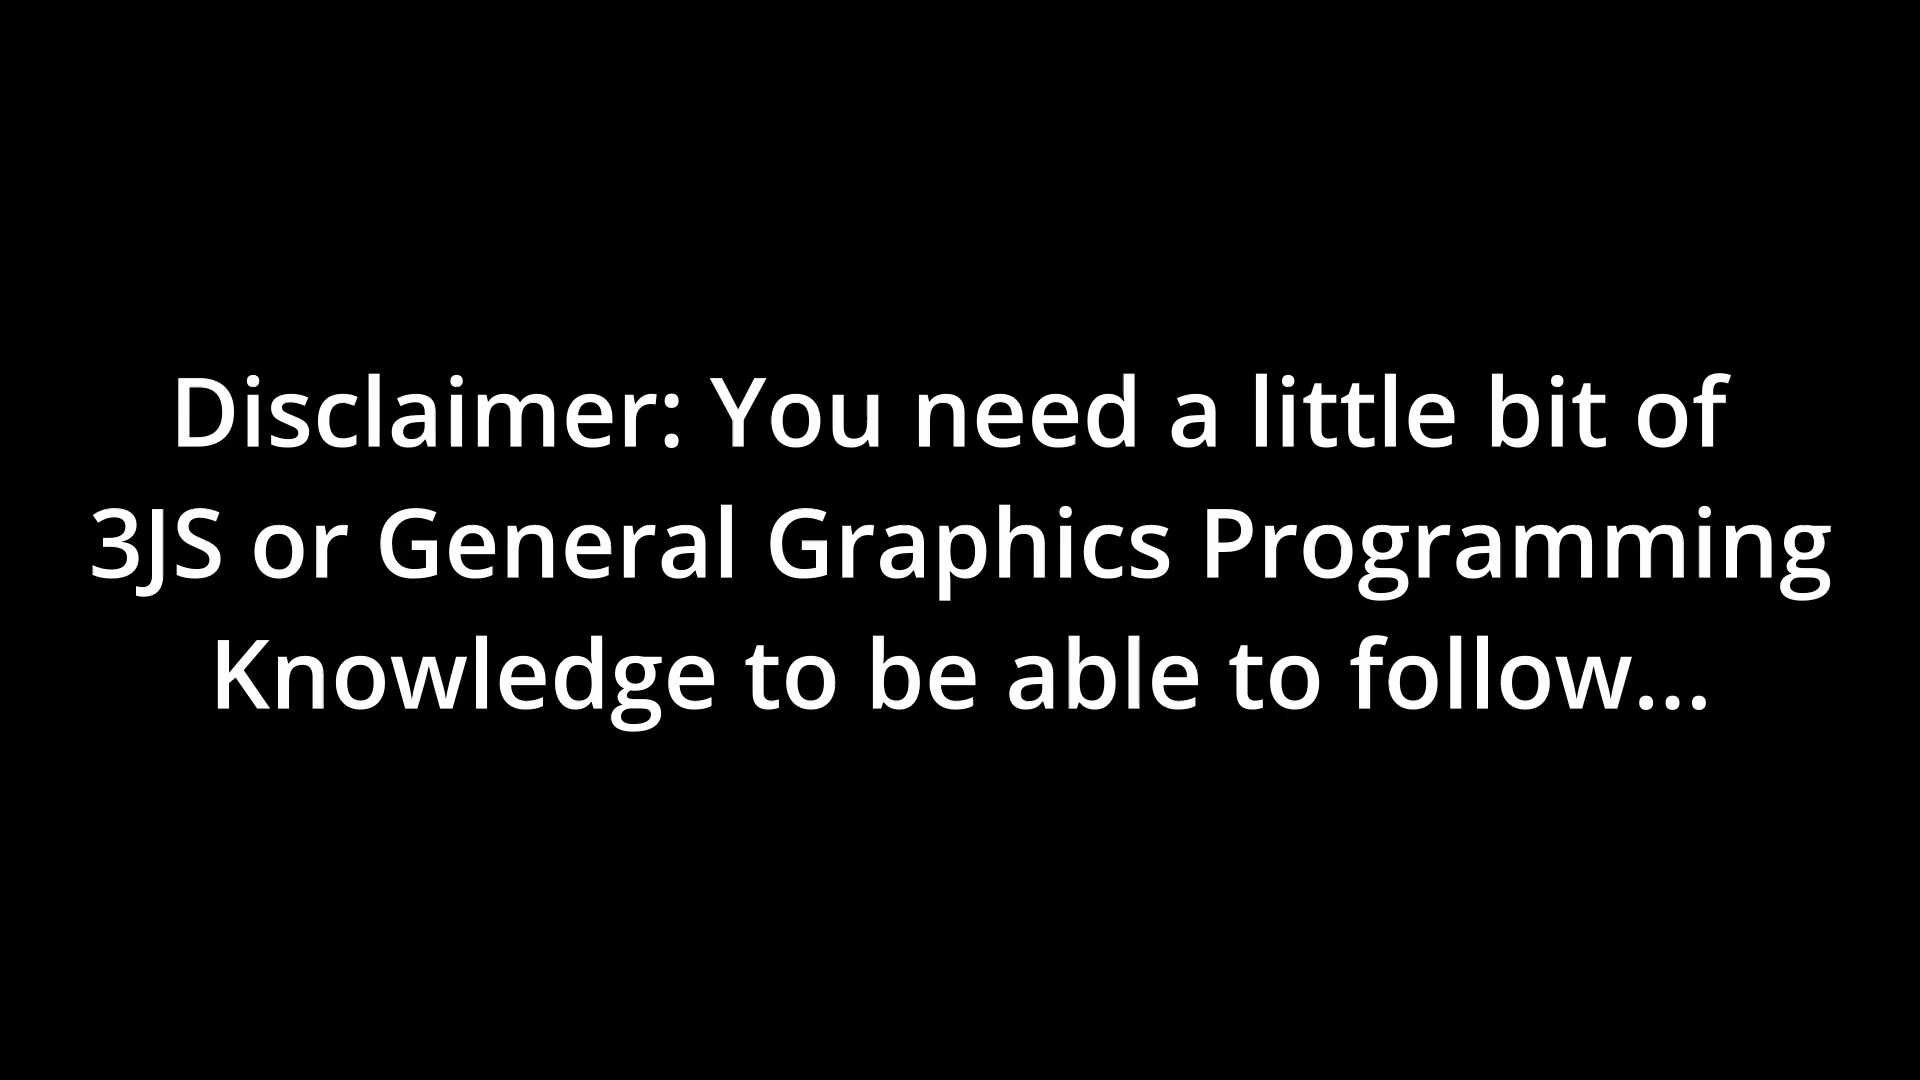 Disclaimer: You need a little bit of
3JS or General Graphics Programming
Knowledge to be able to follow...